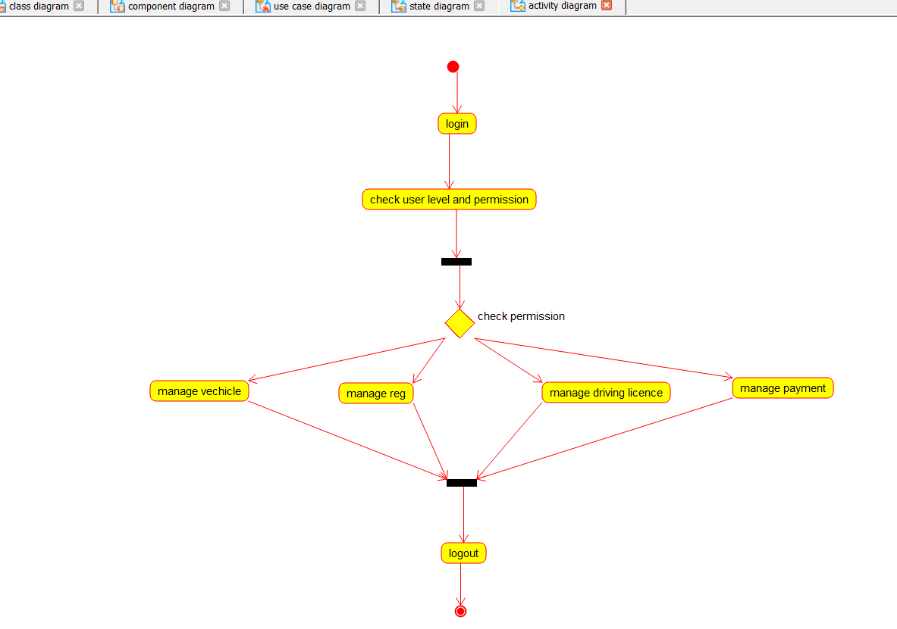 class diagram
component diagram
use case diagram
state diagram
activity diagram
login
check user level and permission
check permission
manage vechicle
manage reg
manage driving licence
manage payment
logout